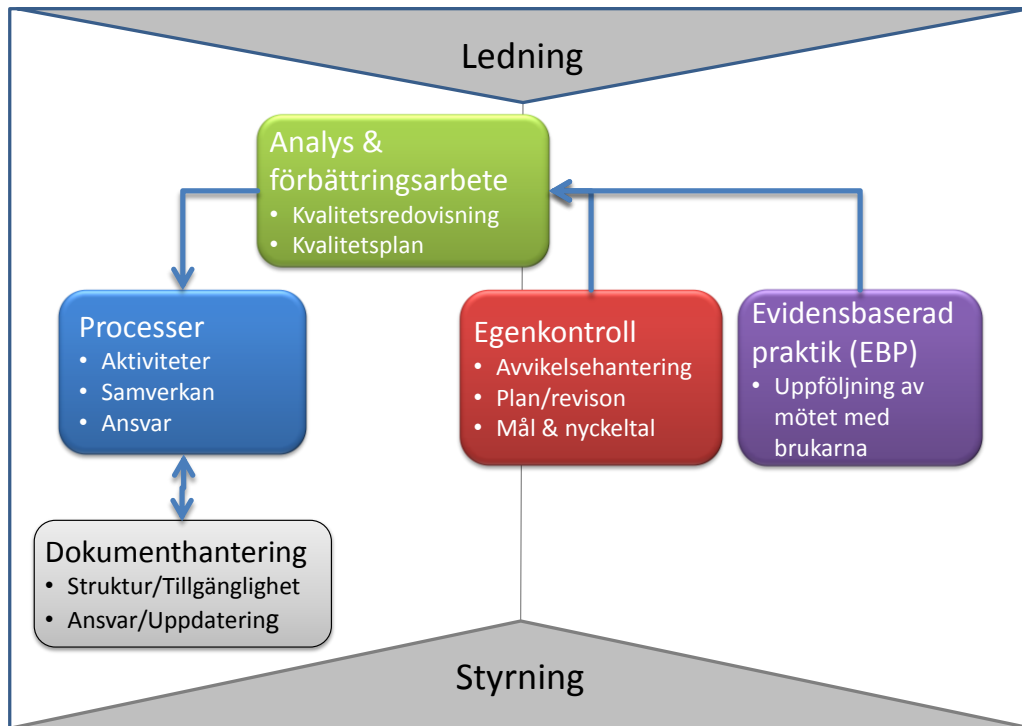 Ledning
Analys &
förbättringsarbete
• Kvalitetsredovisning
• Kvalitetsplan
Processer
• Aktiviteter
• Samverkan
• Ansvar
Egenkontroll
• Avvikelsehantering
• Plan/revison
• Mål & nyckeltal
Evidensbaserad
praktik (EBP)
• Uppföljning av
mötet med
brukarna
Dokumenthantering
• Struktur/Tillgänglighet
• Ansvar/Uppdatering
Styrning